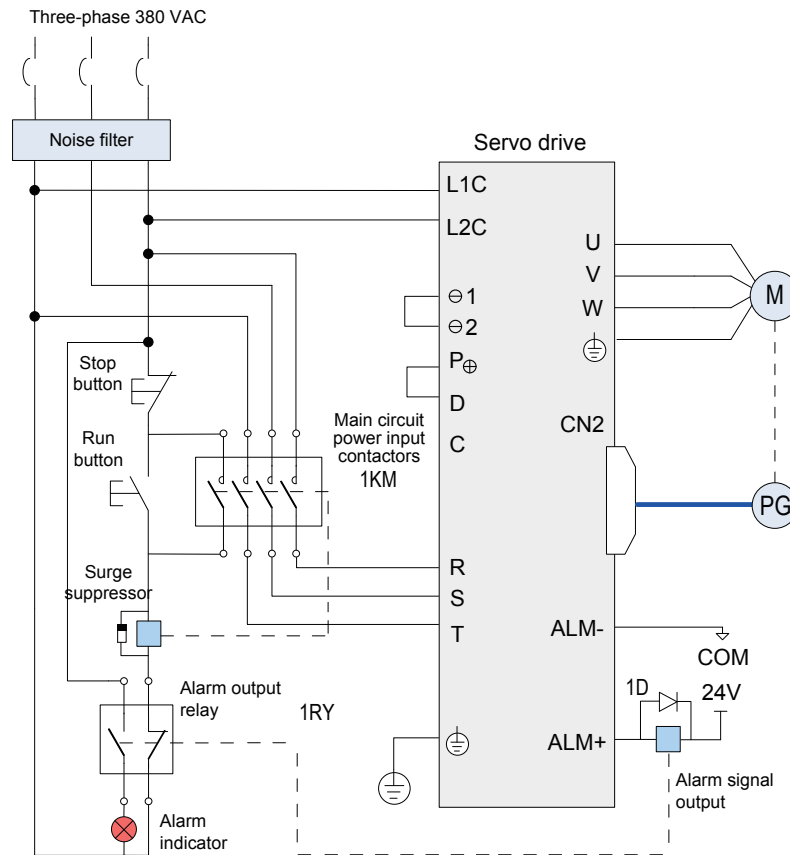 Three-phase 380 VAC
Noise filter
Servo drive
L1C
L2C
⊖1
⊖2
P⊕
D
C
R
S
T
U
V
W
CN2
ALM-
ALM+
M
PG
COM
24V
1D
Alarm signal
output
Stop
button
Run
button
Main circuit
power input
contactors
1KM
Surge
suppressor
Alarm output
relay
1RY
Alarm
indicator